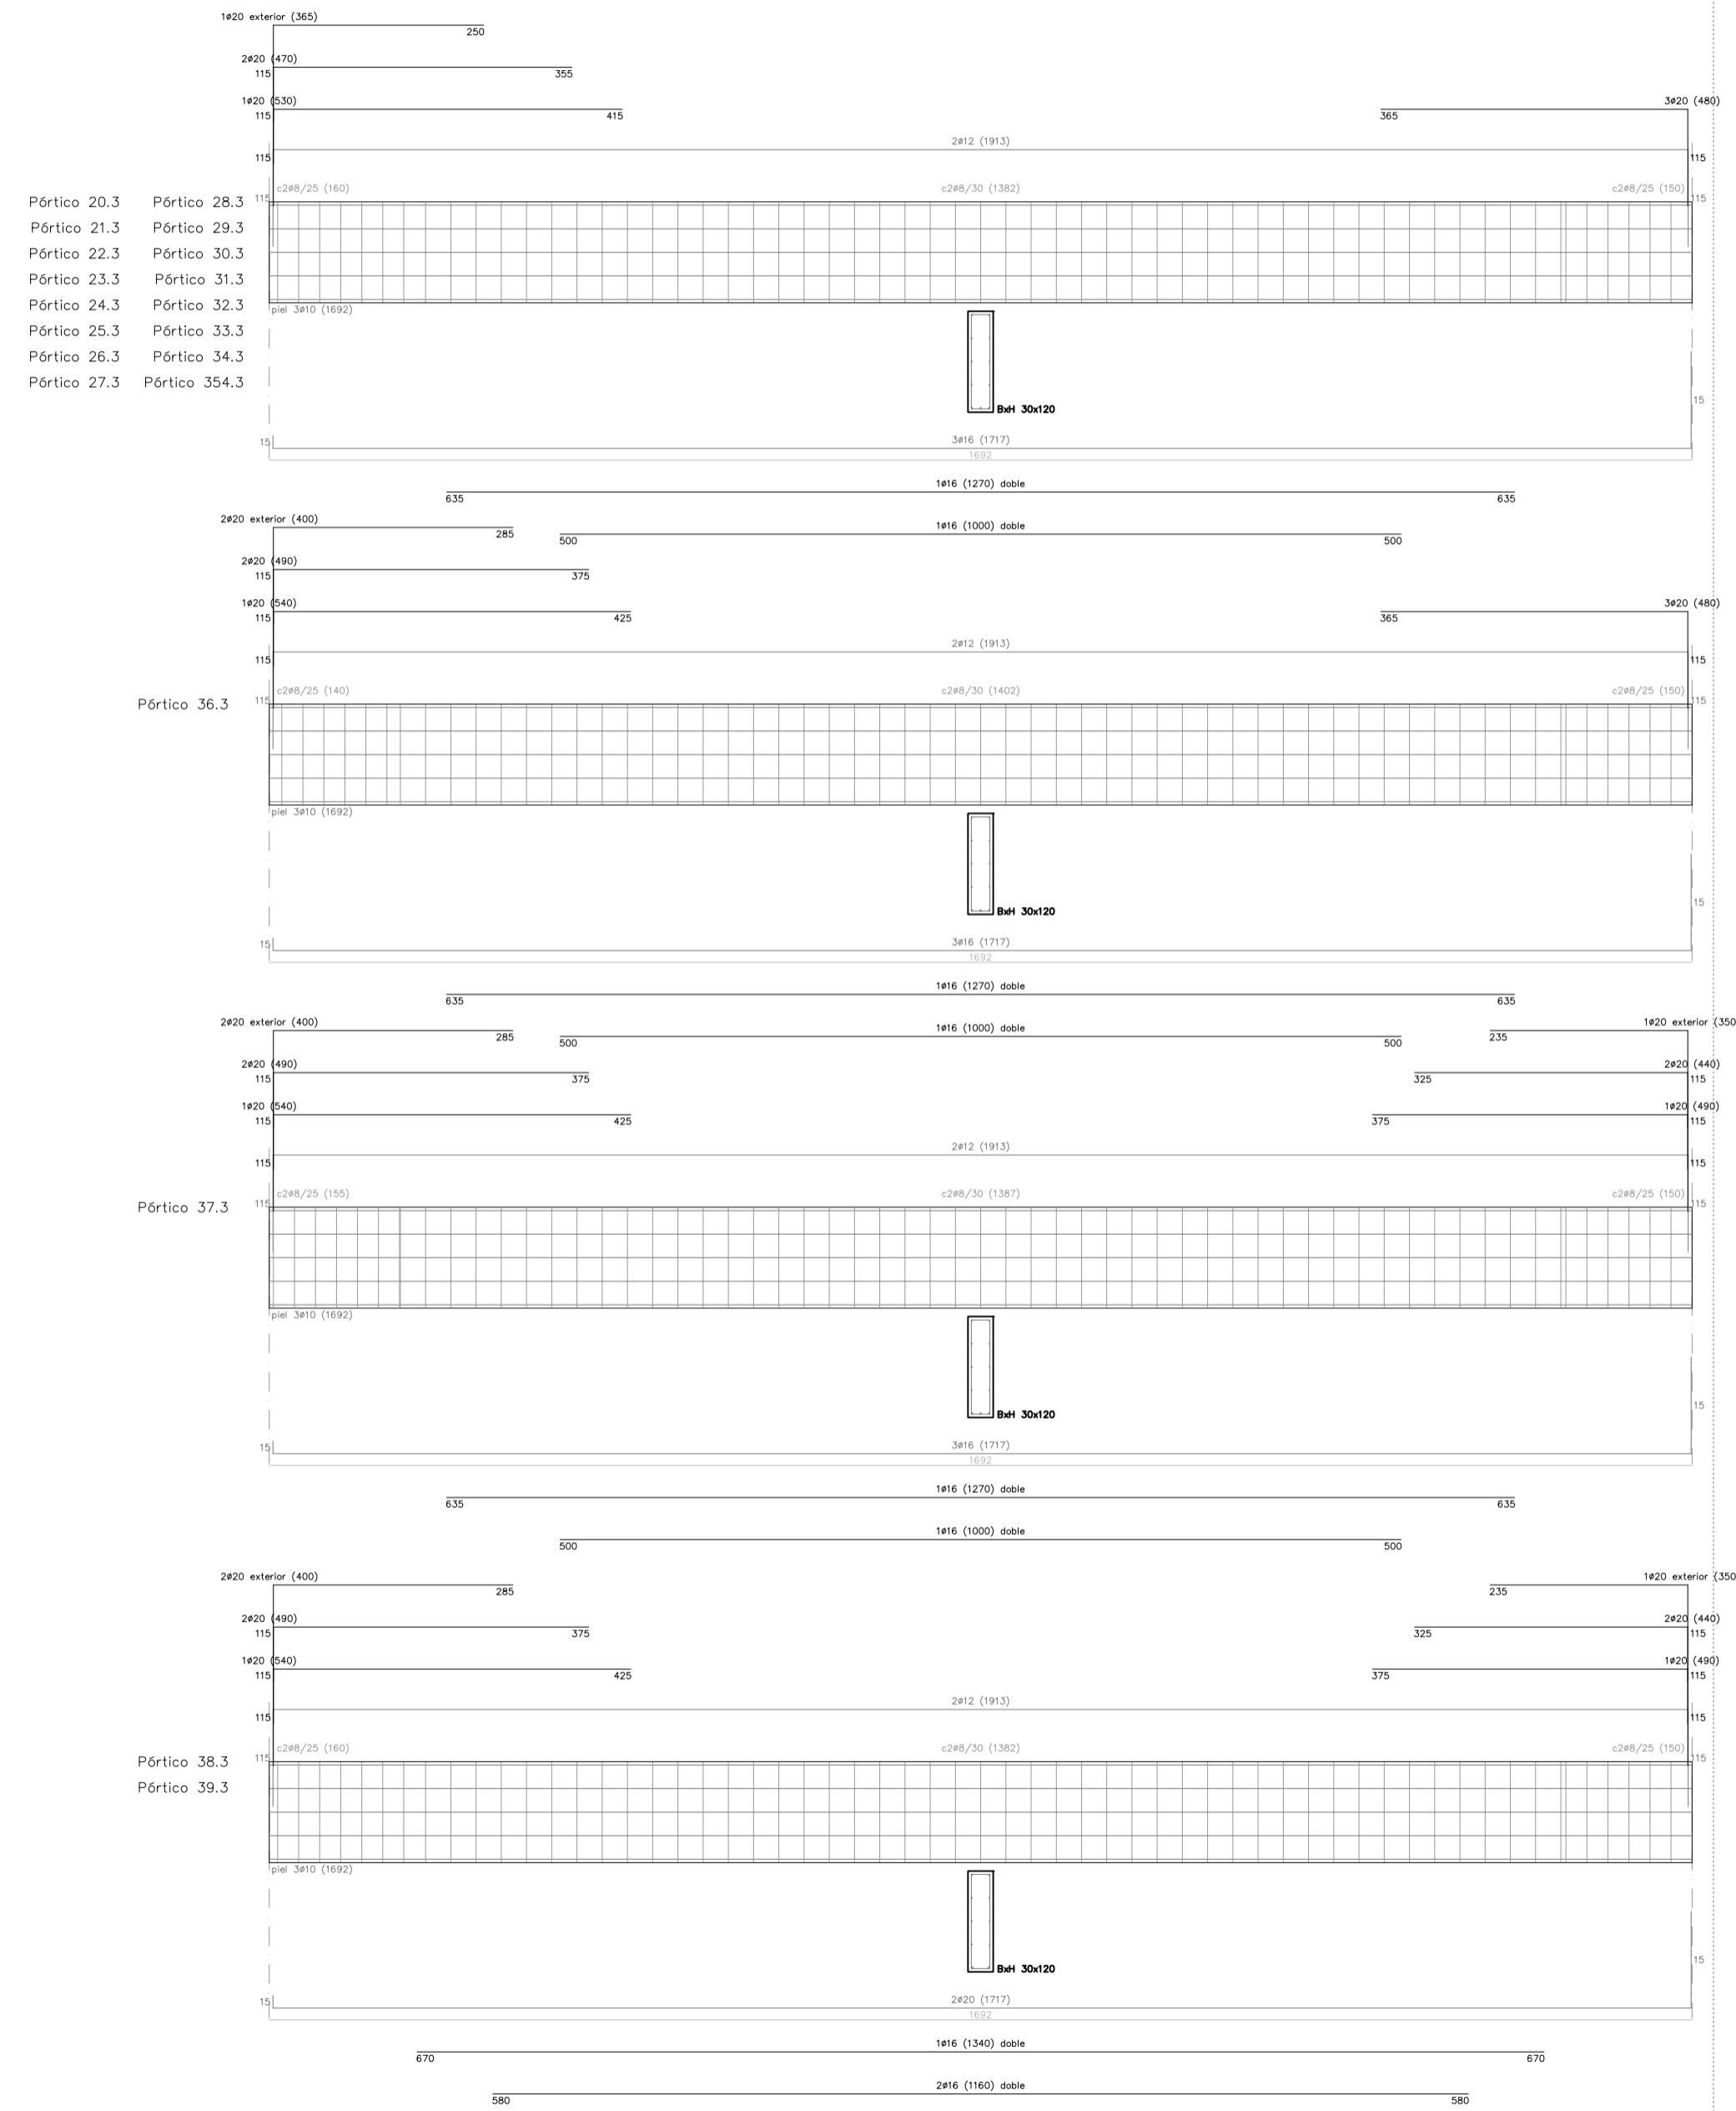 1ø20 exterior (365)
250
2ø20 (470)
115 355
1ø20 (530) 3ø20 (480)
115 415 365
2ø12 (1913)
115 115
c2ø8/25 (160) c2ø8/30 (1382) c2ø8/25 (150)
115 115
Pórtico 20.3 Pórtico 28.3
Pórtico 21.3 Pórtico 29.3
Pórtico 22.3 Pórtico 30.3
Pórtico 23.3 Pórtico 31.3
Pórtico 24.3 Pórtico 32.3
Pórtico 25.3 Pórtico 33.3
Pórtico 26.3 Pórtico 34.3
Pórtico 27.3 Pórtico 354.3
piel 3ø10 (1692)
15
BxH 30x120
15 3ø16 (1717)
1692
1ø16 (1270) doble
635 635
2ø20 exterior (400) 1ø16 (1000) doble
285 500 500
2ø20 (490)
115 375
1ø20 (540) 3ø20 (480)
115 425 365
2ø12 (1913)
115 115
c2ø8/25 (140) c2ø8/30 (1402) c2ø8/25 (150)
115 115
Pórtico 36.3
piel 3ø10 (1692)
15
BxH 30x120
15 3ø16 (1717)
1692
1ø16 (1270) doble
635 635
2ø20 exterior (400) 1ø16 (1000) doble 1ø20 exterior (350
285 500 500 235
2ø20 (490) 2ø20 (440)
115 375 325 115
1ø20 (540) 1ø20 (490)
115 425 375 115
2ø12 (1913)
115 115
c2ø8/25 (155) c2ø8/30 (1387) c2ø8/25 (150)
115 115
Pórtico 37.3
piel 3ø10 (1692)
15
BxH 30x120
15 3ø16 (1717)
1692
1ø16 (1270) doble
635 635
1ø16 (1000) doble
500 500
2ø20 exterior (400) 1ø20 exterior (350
285 235
2ø20 (490) 2ø20 (440)
115 375 325 115
1ø20 (540) 1ø20 (490)
115 425 375 115
2ø12 (1913)
115 115
c2ø8/25 (160) c2ø8/30 (1382) c2ø8/25 (150)
115 115
Pórtico 38.3
Pórtico 39.3
piel 3ø10 (1692)
15
BxH 30x120
15 2ø20 (1717)
1692
1ø16 (1340) doble
670 670
2ø16 (1160) doble
580 580